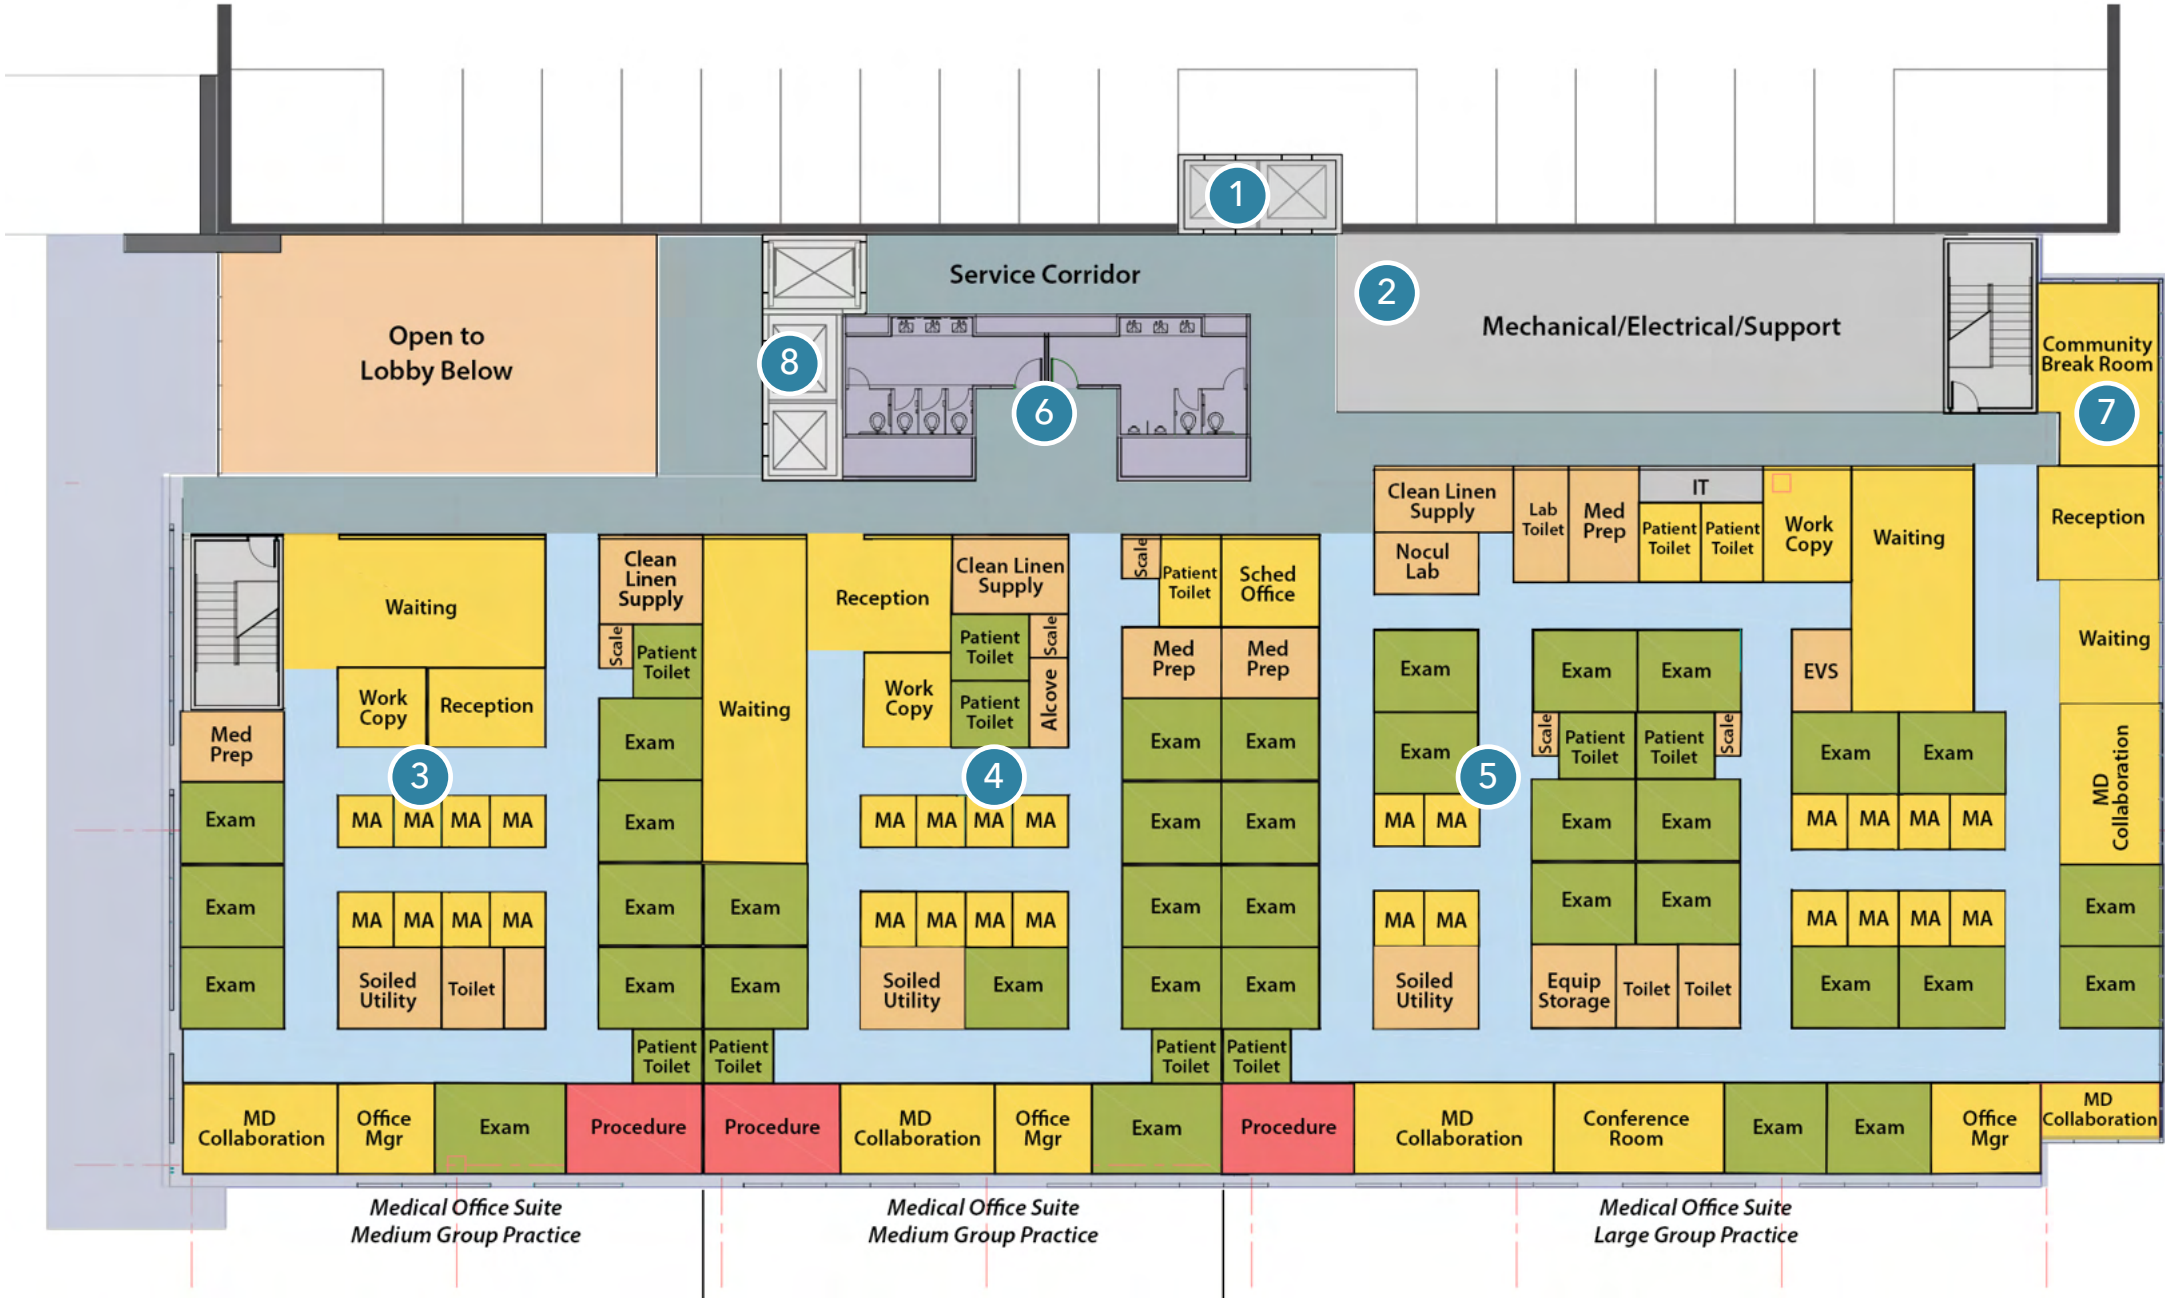 1
Service Corridor
2
Mechanical/Electrical/Support
Open to
Lobby Below
8
6
Community
Break Room
7
Clean Linen
Supply
Lab
Toilet
Med
Prep
IT
Patient
Toilet
Patient
Toilet
Work
Copy
Waiting
Reception
Nocul
Lab
Waiting
Clean
Linen
Supply
Scale
Patient
Toilet
Waiting
Reception
Clean Linen
Supply
Patient
Toilet
Scale
Scale
Patient
Toilet
Sched
Office
Med
Prep
Med
Prep
Exam
Exam
Exam
EVS
Waiting
Work
Copy
Reception
Work
Copy
Patient
Toilet
Alcove
Med
Prep
Exam
Exam
Exam
Exam
Scale
Patient
Toilet
Patient
Toilet
Scale
Exam
Exam
MD
Collaboration
3
4
5
Exam
MA
MA
MA
MA
Exam
MA
MA
MA
MA
Exam
Exam
MA
MA
Exam
Exam
MA
MA
MA
MA
Exam
MA
MA
MA
MA
Exam
Exam
MA
MA
MA
MA
Exam
Exam
MA
MA
Exam
Exam
MA
MA
MA
MA
Exam
Exam
Soiled
Utility
Toilet
Exam
Exam
Soiled
Utility
Exam
Exam
Exam
Soiled
Utility
Equip
Storage
Toilet
Toilet
Exam
Exam
Exam
Patient
Toilet
Patient
Toilet
Patient
Toilet
Patient
Toilet
MD
Collaboration
Office
Mgr
Exam
Procedure
Procedure
MD
Collaboration
Office
Mgr
Exam
Procedure
MD
Collaboration
Conference
Room
Exam
Exam
Office
Mgr
MD
Collaboration
Medical Office Suite
Medium Group Practice
Medical Office Suite
Medium Group Practice
Medical Office Suite
Large Group Practice